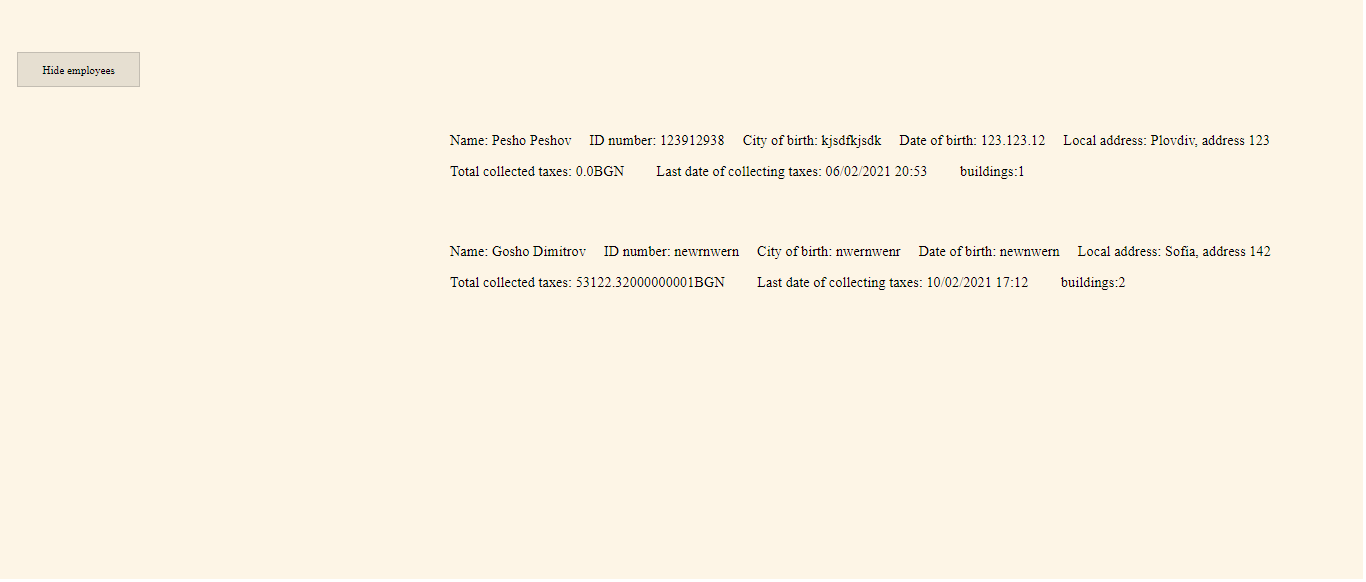 Hide employees
Name: Pesho Peshov ID number: 123912938 City of birth: kjsdfkjsdk Date of birth: 123.123.12 Local address: Plovdiv, address 123
Total collected taxes: 0.0BGN Last date of collecting taxes: 06/02/2021 20:53 buildings:1
Name: Gosho Dimitrov ID number: newrnwern City of birth: nwernwenr Date of birth: newnwern Local address: Sofia, address 142
Total collected taxes: 53122.32000000001BGN Last date of collecting taxes: 10/02/2021 17:12 buildings:2